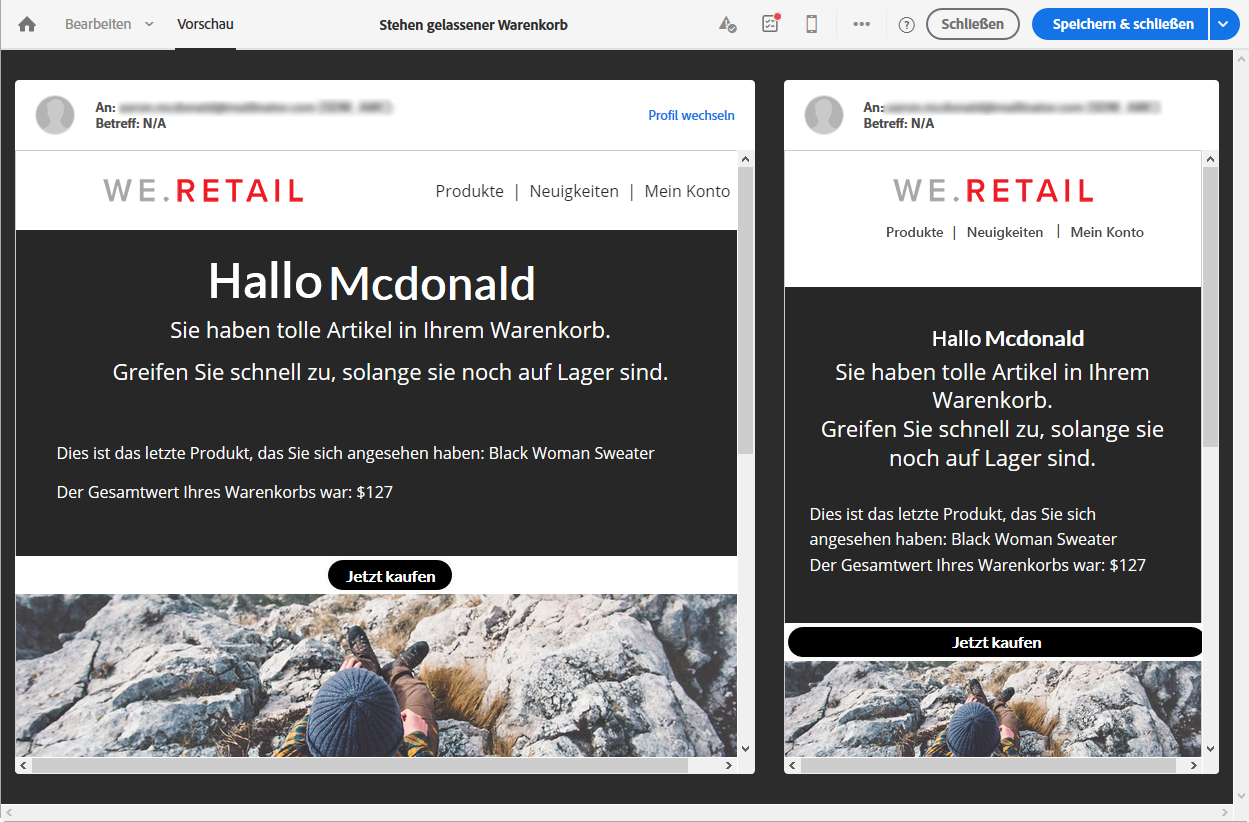 Bearbeiten Vorschau Stehen gelassener Warenkorb Schließen Speichern & schließen
An:
Betreff: N/A
Profil wechseln
WE.RETAIL
Produkte | Neuigkeiten | Mein Konto
Hallo Mcdonald
Sie haben tolle Artikel in Ihrem Warenkorb.
Greifen Sie schnell zu, solange sie noch auf Lager sind.
Dies ist das letzte Produkt, das Sie sich angesehen haben: Black Woman Sweater
Der Gesamtwert Ihres Warenkorbs war: $127
Jetzt kaufen
An:
Betreff: N/A
WE.RETAIL
Produkte | Neuigkeiten | Mein Konto
Hallo Mcdonald
Sie haben tolle Artikel in Ihrem
Warenkorb.
Greifen Sie schnell zu, solange sie
noch auf Lager sind.
Dies ist das letzte Produkt, das Sie sich
angesehen haben: Black Woman Sweater
Der Gesamtwert Ihres Warenkorbs war: $127
Jetzt kaufen